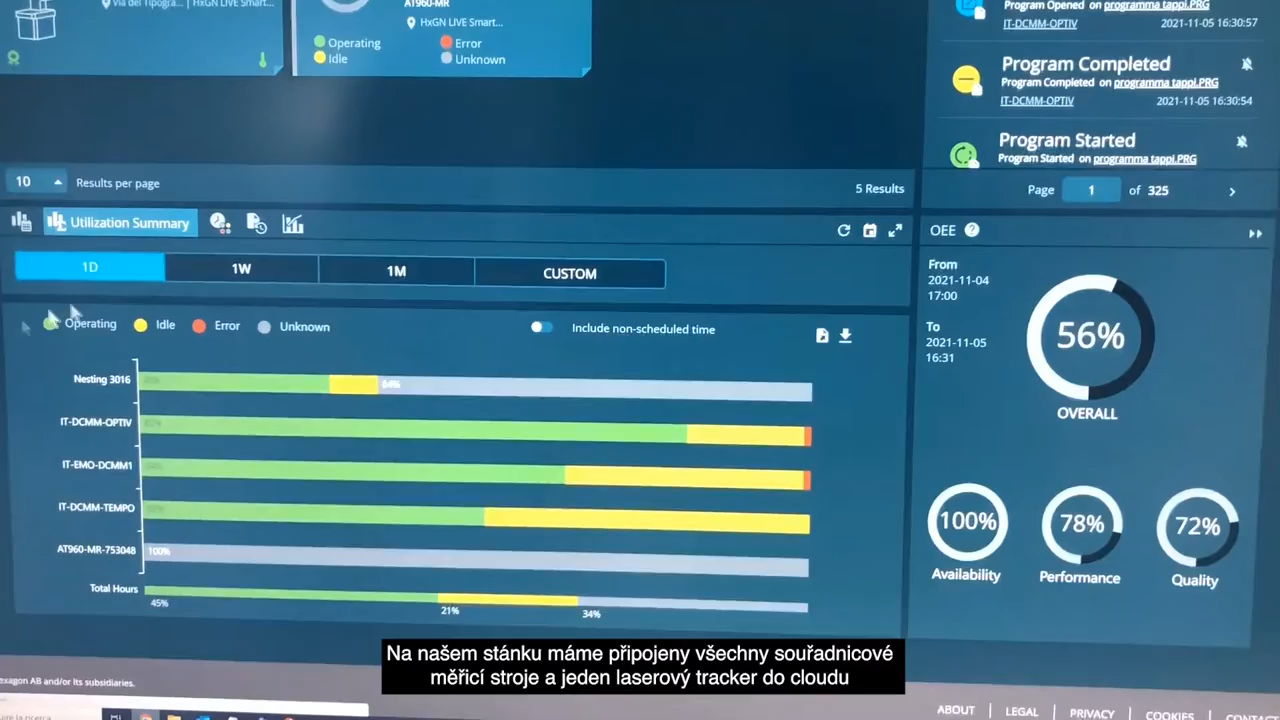 Via del Tipogra... | HxGN LIVE Smart...
AT960-MR
HxGN LIVE Smart...
Operating
Error
Idle
Unknown
Program Opened on programma tappi.PRG
IT-DCMM-OPTIV
2021-11-05 16:30:57
Program Completed
Program Completed on programma tappi.PRG
IT-DCMM-OPTIV
2021-11-05 16:30:54
Program Started
Program Started on programma tappi.PRG
10
Results per page
5 Results
Page 1 of 325
Utilization Summary
1D
1W
1M
CUSTOM
Operating
Idle
Error
Unknown
Include non-scheduled time
Nesting 3016
64%
IT-DCMM-OPTIV
IT-EMO-DCMM1
IT-DCMM-TEMPO
AT960-MR-753048
100%
Total Hours
45%
21%
34%
OEE
From
2021-11-04
17:00
To
2021-11-05
16:31
56%
OVERALL
100%
Availability
78%
Performance
72%
Quality
Na našem stánku máme připojeny všechny souřadnicové
měřicí stroje a jeden laserový tracker do cloudu
exagon AB and/or its subsidiaries.
ABOUT
LEGAL
PRIVACY
COOKIES